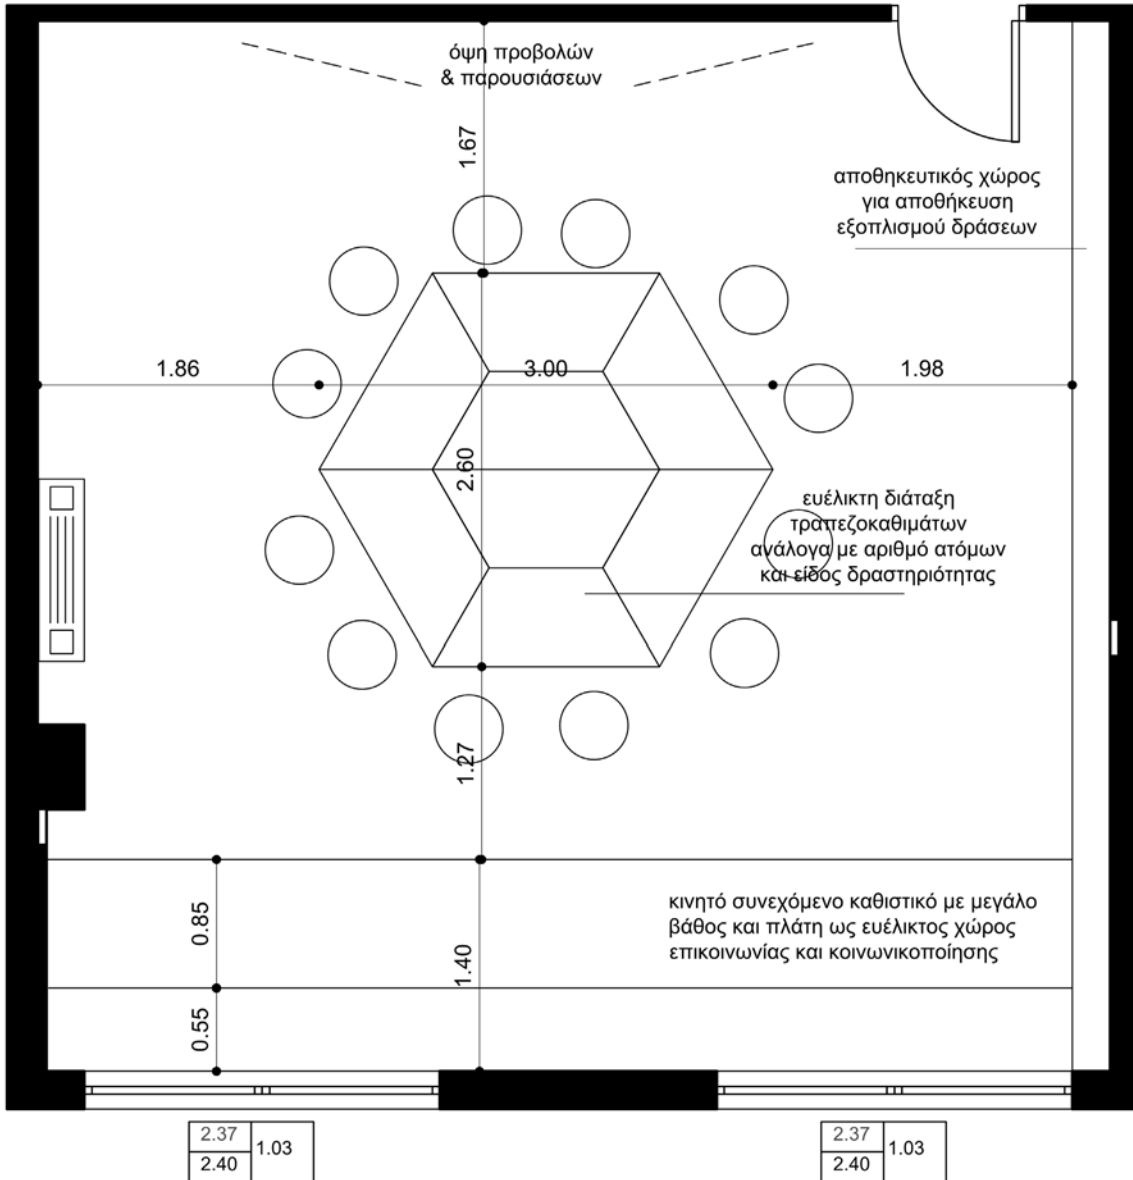 όψη προβολών
& παρουσιάσεων
1.67
αποθηκευτικός χώρος
για αποθήκευση
εξοπλισμού δράσεων
1.86
3.00
1.98
2.60
ευέλικτη διάταξη
τραπεζοκαθιμάτων
ανάλογα με αριθμό ατόμων
και είδος δραστηριότητας
1.27
0.85
1.40
κινητό συνεχόμενο καθιστικό με μεγάλο
βάθος και πλάτη ως ευέλικτος χώρος
επικοινωνίας και κοινωνικοποίησης
0.55
2.37
1.03
2.40
2.37
1.03
2.40